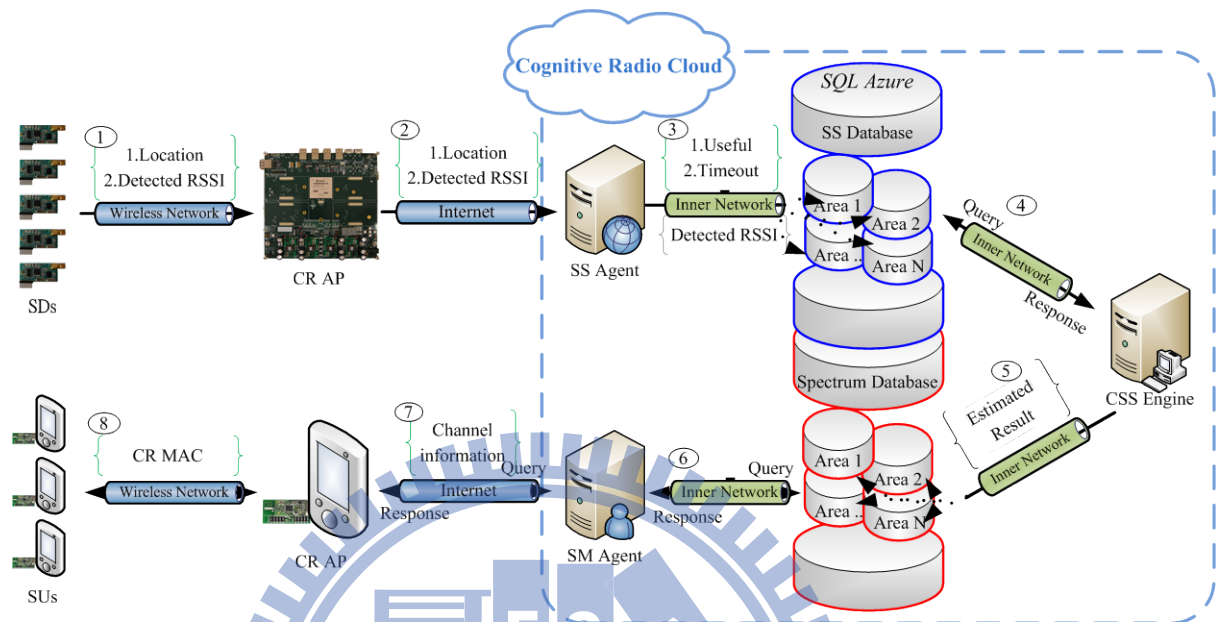 Cognitive Radio Cloud
SQL Azure
SS Database
1
1.Location
2.Detected RSSI
Wireless Network
SDs
2
1.Location
2.Detected RSSI
Internet
CR AP
3
1.Useful
2.Timeout
Inner Network
Detected RSSI
SS Agent
Area 1
Area 2
Area ..
Area N
4
Query
Inner Network
Response
CSS Engine
Spectrum Database
5
Estimated
Result
Inner Network
Area 1
Area 2
Area ..
Area N
6
Query
Inner Network
Response
SM Agent
7
Channel
information
Query
Internet
Response
CR AP
8
CR MAC
Wireless Network
SUs